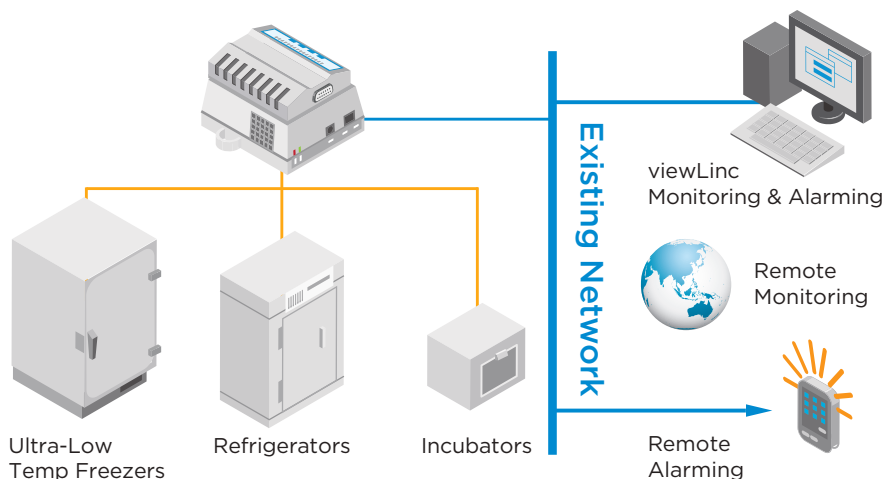 viewLinc
Monitoring & Alarming
Existing Network
Remote
Monitoring
Ultra-Low
Temp Freezers
Refrigerators
Incubators
Remote
Alarming